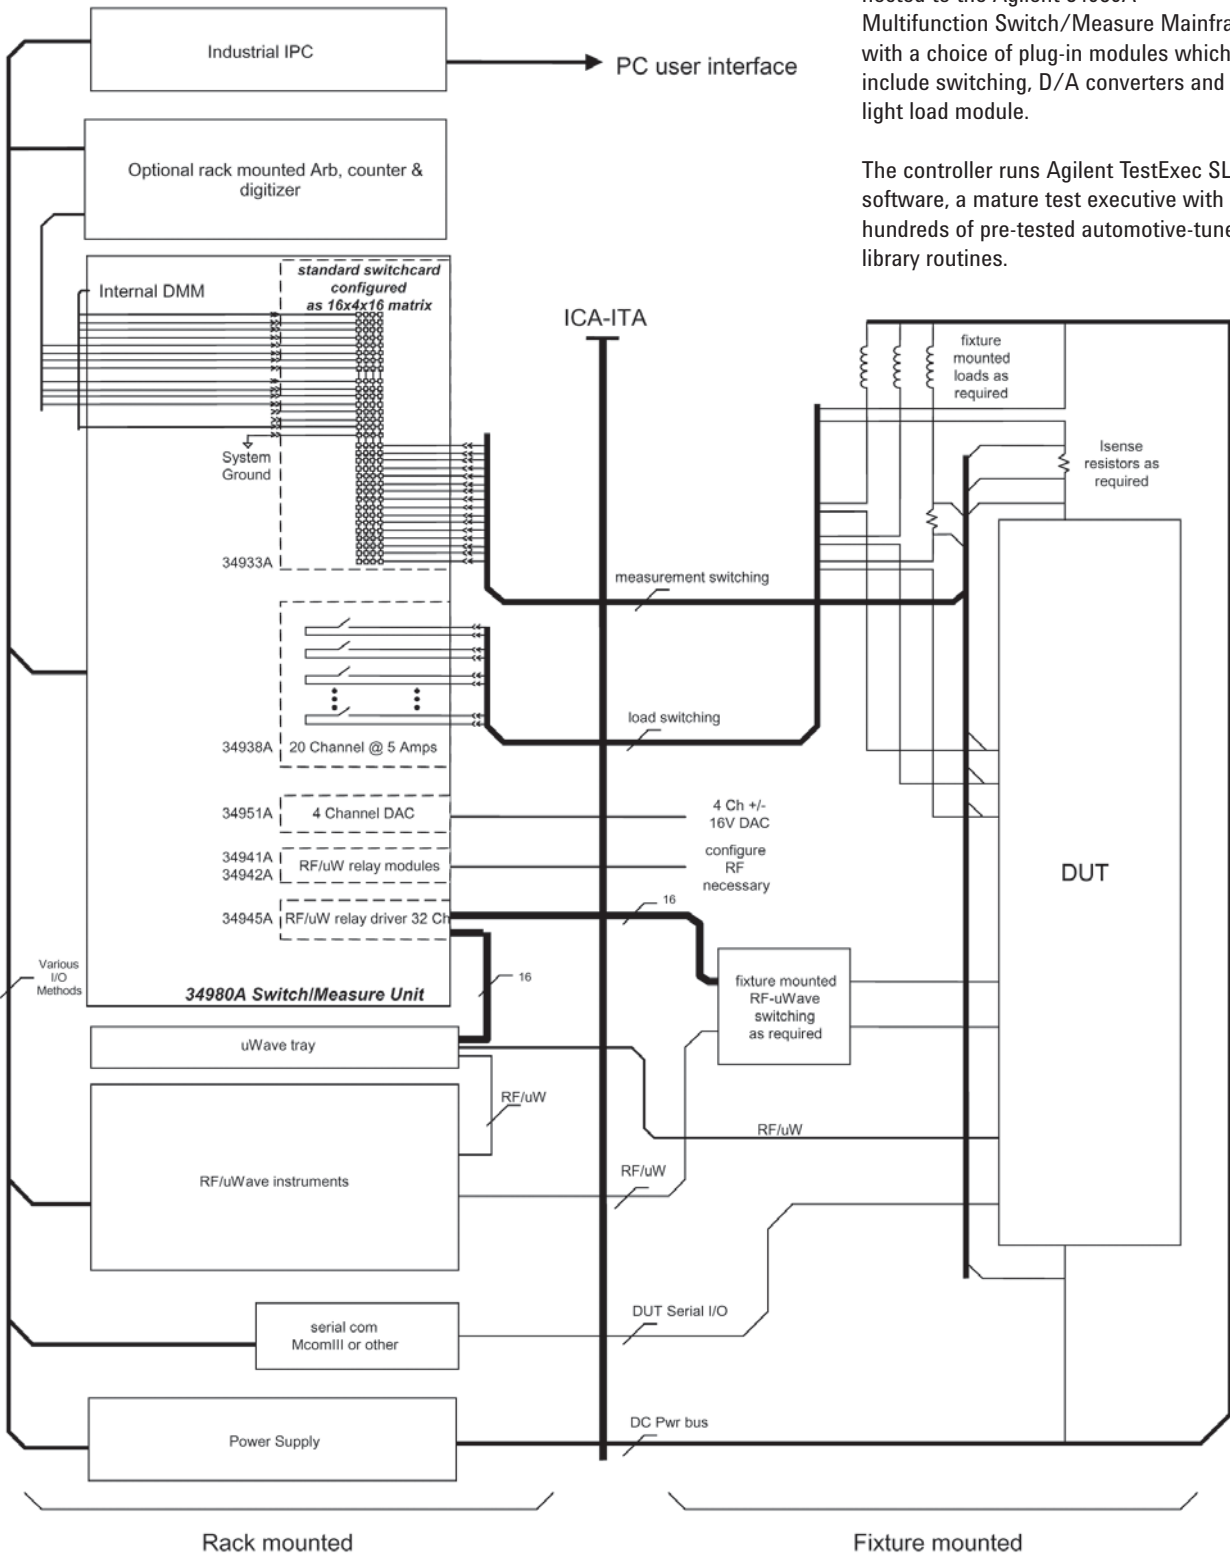 nected to the Agilent 34980A
Multifunction Switch/Measure Mainfra
with a choice of plug-in modules which
include switching, D/A converters and
light load module.
The controller runs Agilent TestExec SL
software, a mature test executive with
hundreds of pre-tested automotive-tune
library routines.
Industrial IPC
PC user interface
Optional rack mounted Arb, counter &
digitizer
Internal DMM
standard switchcard
configured
as 16x4x16 matrix
System
Ground
34933A
ICA-ITA
fixture
mounted
loads as
required
Isense
resistors as
required
measurement switching
load switching
34938A
20 Channel @ 5 Amps
34951A
4 Channel DAC
4 Ch +/-
16V DAC
34941A
34942A
RF/uW relay modules
configure
RF
necessary
34945A
RF/uW relay driver 32 Ch
16
16
DUT
Various
I/O
Methods
34980A Switch/Measure Unit
fixture mounted
RF-uWave
switching
as required
uWave tray
RF/uW
RF/uW
RF/uW
RF/uWave instruments
DUT Serial I/O
serial com
McomIII or other
DC Pwr bus
Power Supply
Rack mounted
Fixture mounted